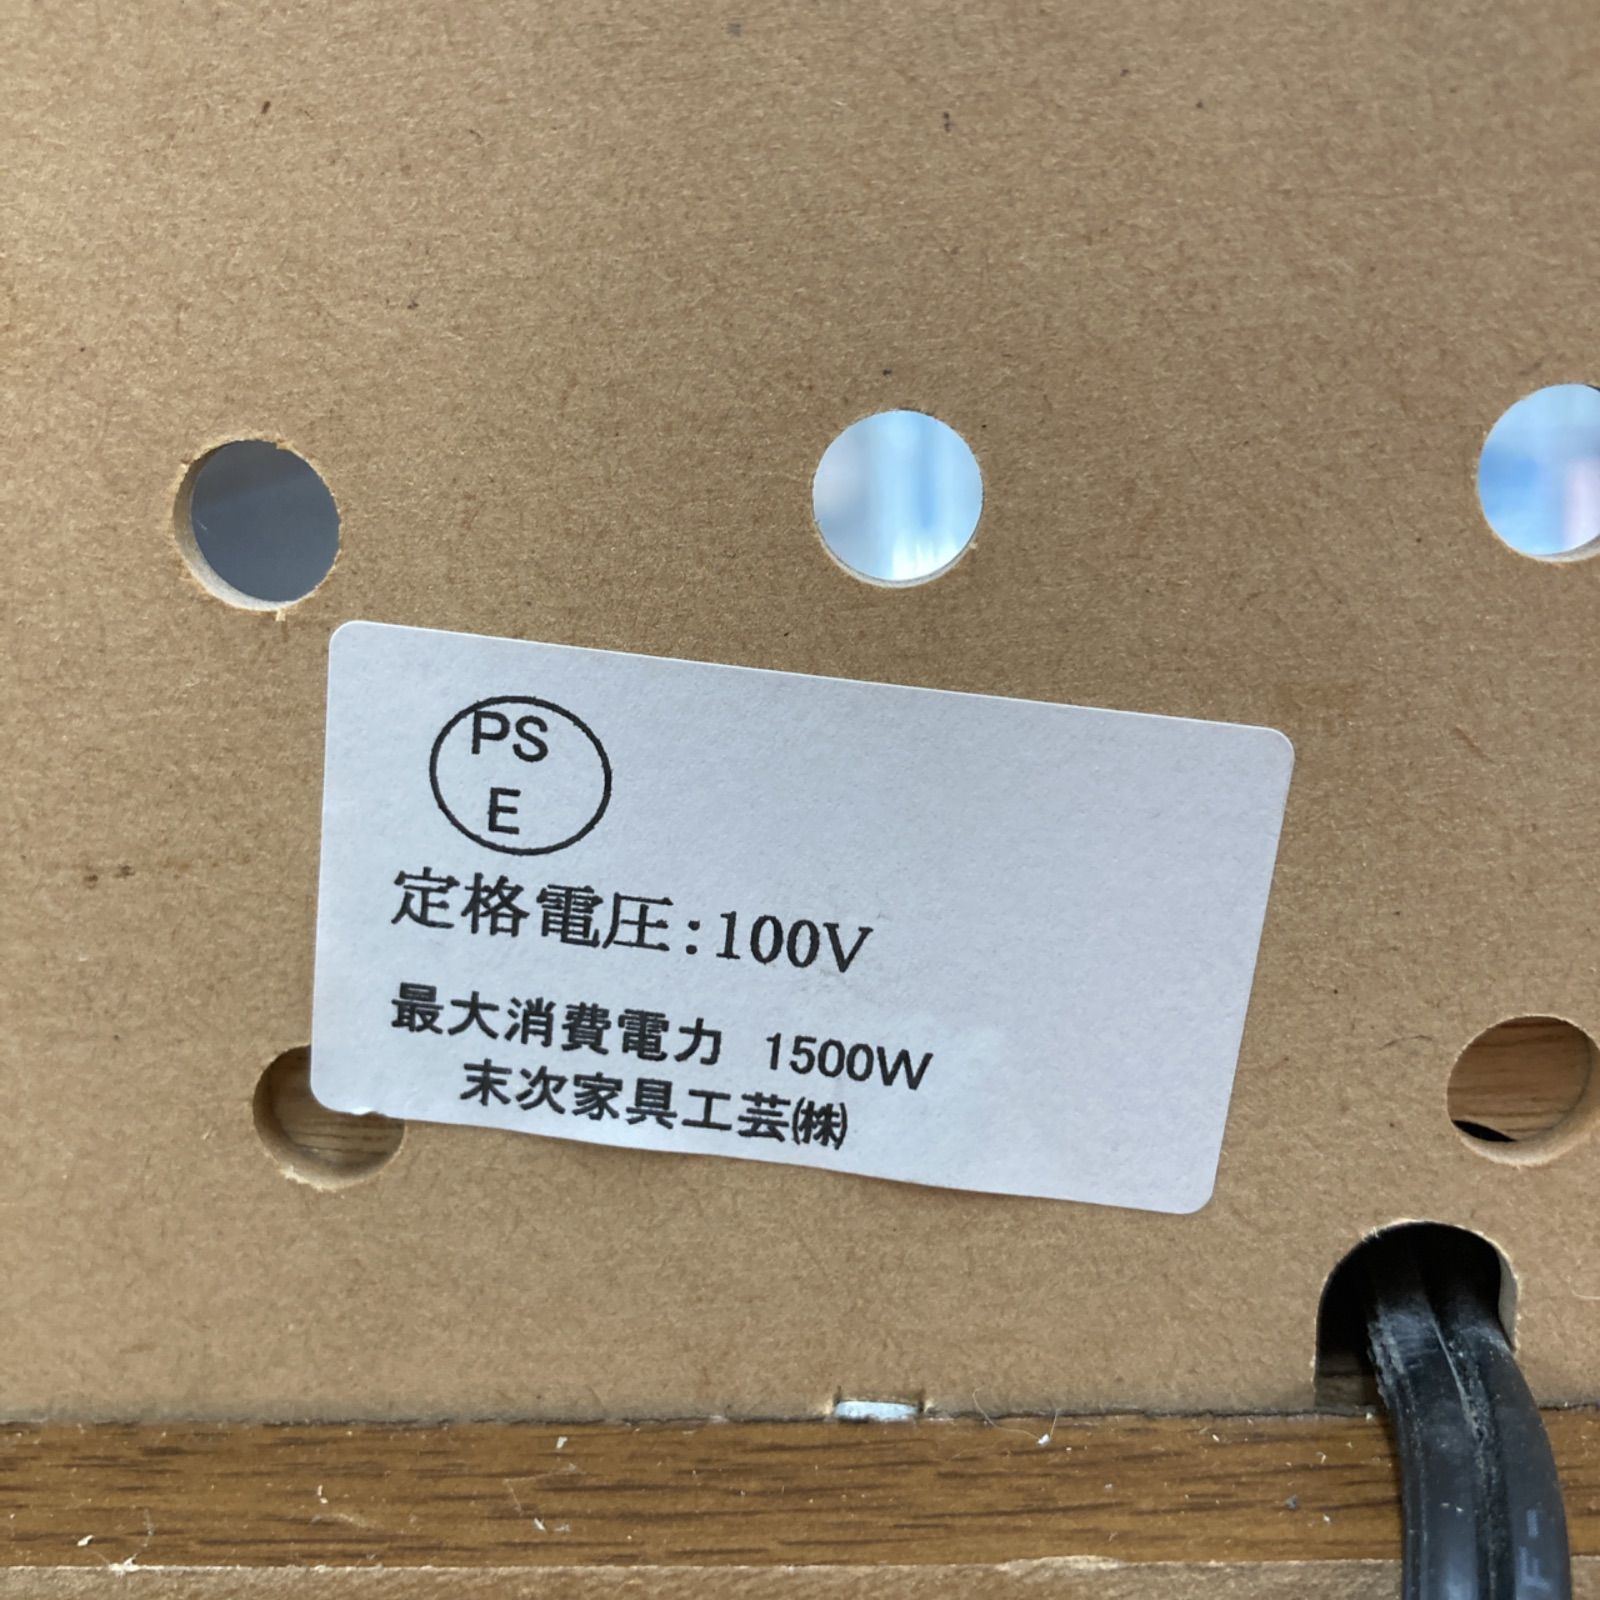 PS
E
定格電圧:100V
最大消費電力 1500W
末次家具工芸㈱